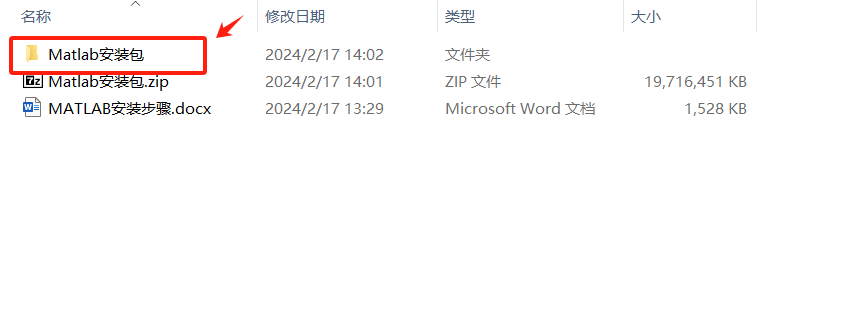 名称 修改日期 类型 大小
Matlab安装包 2024/2/17 14:02 文件夹
7z Matlab安装包.zip 2024/2/17 14:01 ZIP 文件 19,716,451 KB
W MATLAB安装步骤.docx 2024/2/17 13:29 Microsoft Word 文档 1,528 KB